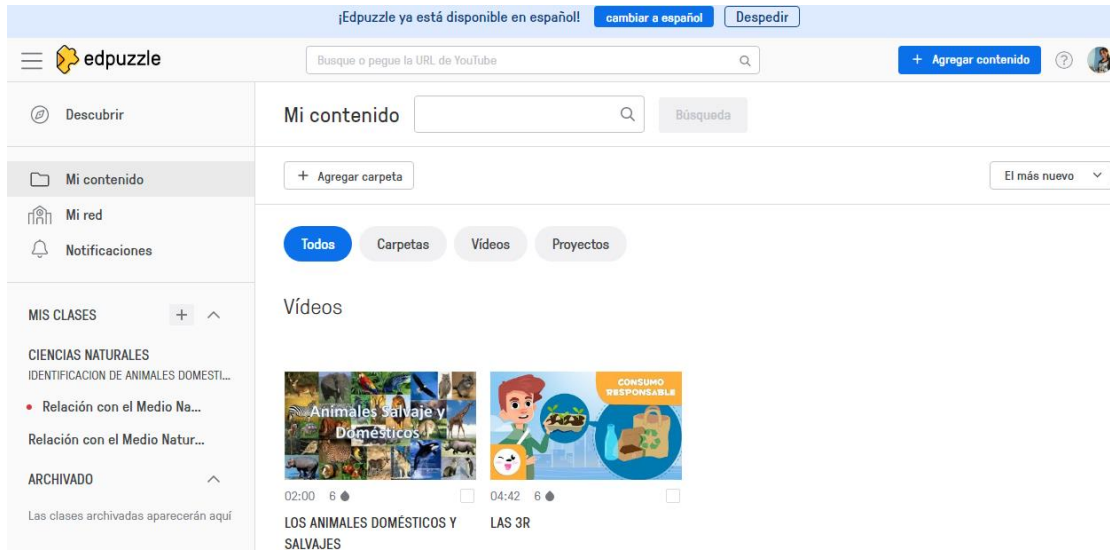 ¡Edpuzzle ya está disponible en español! cambiar a español Despedir
edpuzzle Busque o pegue la URL de YouTube + Agregar contenido ?
Descubrir
Mi contenido Búsqueda
Mi contenido
+ Agregar carpeta El más nuevo
Mi red
Notificaciones
Todos Carpetas Vídeos Proyectos
MIS CLASES +
Vídeos
CIENCIAS NATURALES
IDENTIFICACION DE ANIMALES DOMESTI...
Relación con el Medio Na...
Relación con el Medio Natur...
ARCHIVADO
Las clases archivadas aparecerán aquí
Animales Salvaje y
Domésticos
02:00 6
LOS ANIMALES DOMÉSTICOS Y
SALVAJES
CONSUMO
RESPONSABLE
04:42 6
LAS 3R